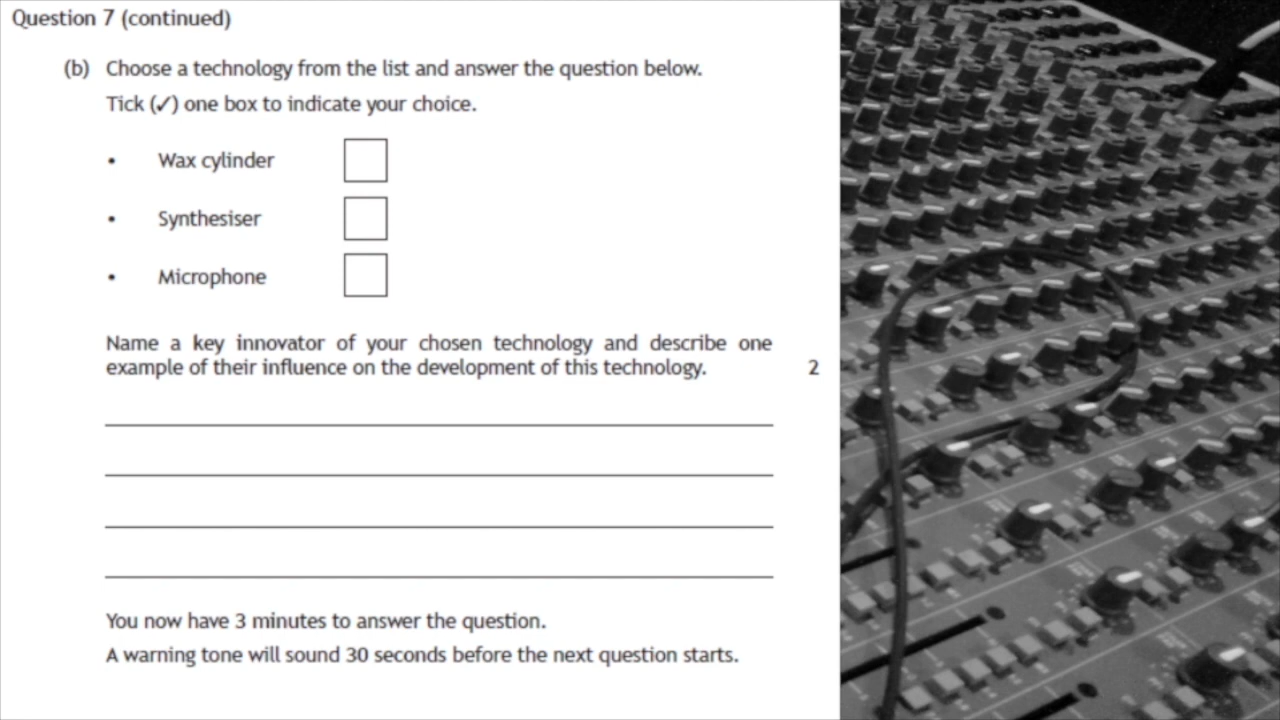 Question 7 (continued)
(b) Choose a technology from the list and answer the question below.
Tick (✓) one box to indicate your choice.
• Wax cylinder
• Synthesiser
• Microphone
Name a key innovator of your chosen technology and describe one
example of their influence on the development of this technology. 2
You now have 3 minutes to answer the question.
A warning tone will sound 30 seconds before the next question starts.